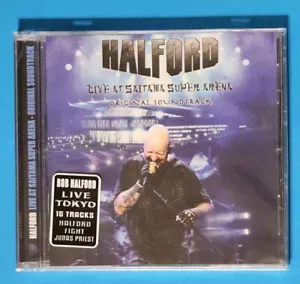 HALFORD
LIVE AT SAITAMA SUPER ARENA
ORIGINAL SOUNDTRACK
HALFORD LIVE AT SAITAMA SUPER ARENA - ORIGINAL SOUNDTRACK
ROB HALFORD
LIVE
TOKYO
16 TRACKS
HALFORD
FIGHT
JUDAS PRIEST